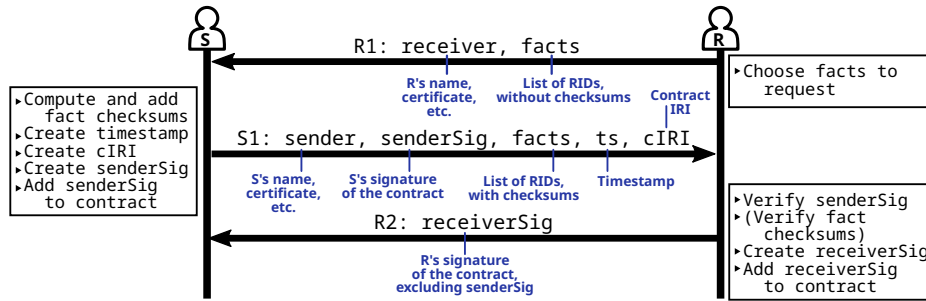 S
R
R1: receiver, facts
R's name,
certificate,
etc.
List of RIDs,
without checksums
▸Choose facts to
request
▸Compute and add
fact checksums
▸Create timestamp
▸Create cIRI
▸Create senderSig
▸Add senderSig
to contract
Contract
IRI
S1: sender, senderSig, facts, ts, cIRI
S's name,
certificate,
etc.
S's signature
of the contract
List of RIDs,
with checksums
Timestamp
▸Verify senderSig
▸(Verify fact
checksums)
▸Create receiverSig
▸Add receiverSig
to contract
R2: receiverSig
R's signature
of the contract,
excluding senderSig